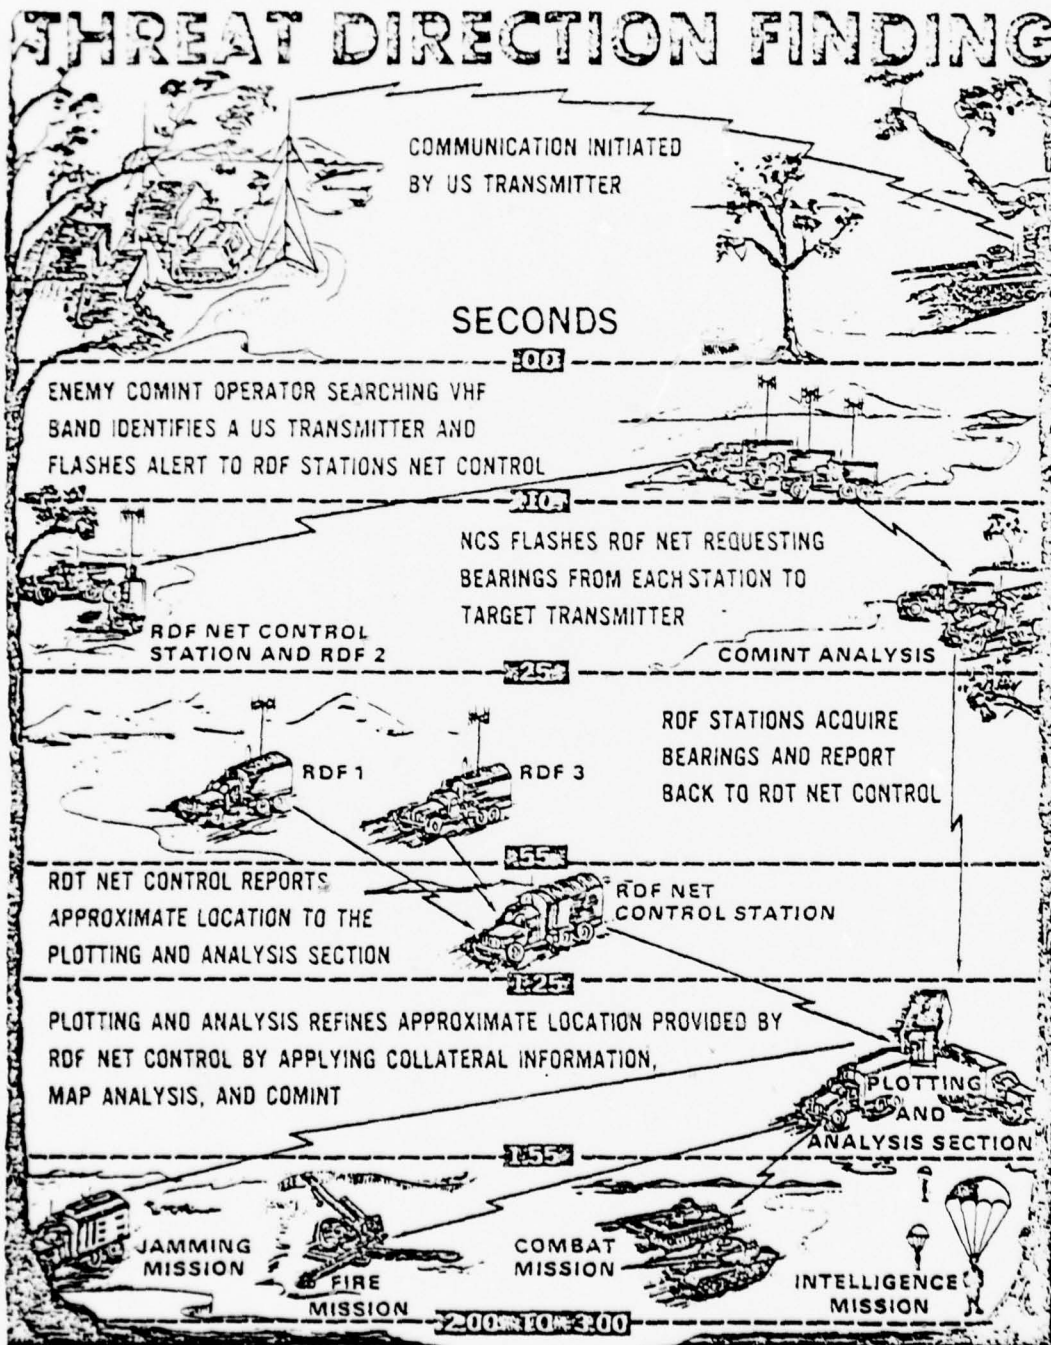 THREAT DIRECTION FINDING
COMMUNICATION INITIATED
BY US TRANSMITTER
SECONDS
:00
ENEMY COMINT OPERATOR SEARCHING VHF
BAND IDENTIFIES A US TRANSMITTER AND
FLASHES ALERT TO RDF STATIONS NET CONTROL
:10
NCS FLASHES RDF NET REQUESTING
BEARINGS FROM EACH STATION TO
TARGET TRANSMITTER
RDF NET CONTROL
STATION AND RDF 2
COMINT ANALYSIS
:25
RDF STATIONS ACQUIRE
BEARINGS AND REPORT
BACK TO RDT NET CONTROL
RDF 1
RDF 3
:55
RDT NET CONTROL REPORTS
APPROXIMATE LOCATION TO THE
PLOTTING AND ANALYSIS SECTION
RDF NET
CONTROL STATION
1:25
PLOTTING AND ANALYSIS REFINES APPROXIMATE LOCATION PROVIDED BY
RDF NET CONTROL BY APPLYING COLLATERAL INFORMATION,
MAP ANALYSIS, AND COMINT
PLOTTING
AND
ANALYSIS SECTION
1:55
JAMMING
MISSION
FIRE
MISSION
COMBAT
MISSION
INTELLIGENCE
MISSION
2:00 TO 3:00